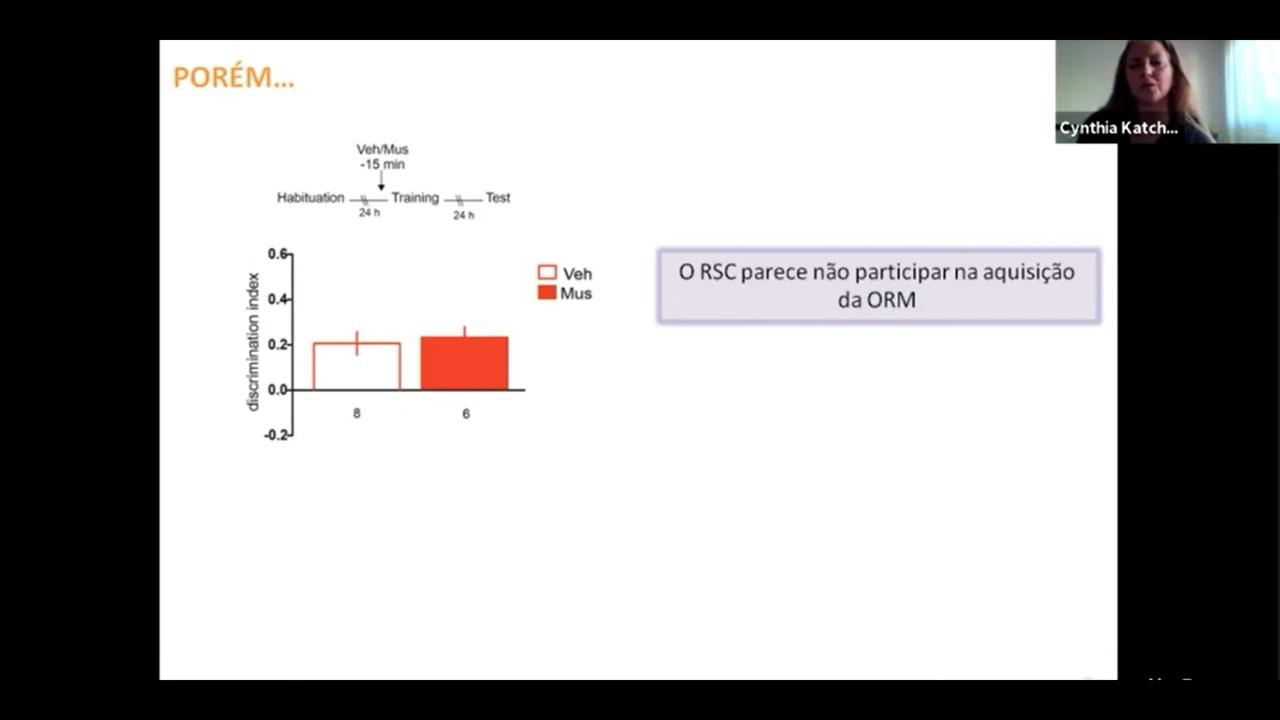 PORÉM...
Cynthia Katch...
Veh/Mus
-15 min
Habituation
24 h
Training
24 h
Test
0.6
0.4
0.2
0.0
-0.2
discrimination index
8
6
Veh
Mus
O RSC parece não participar na aquisição
da ORM